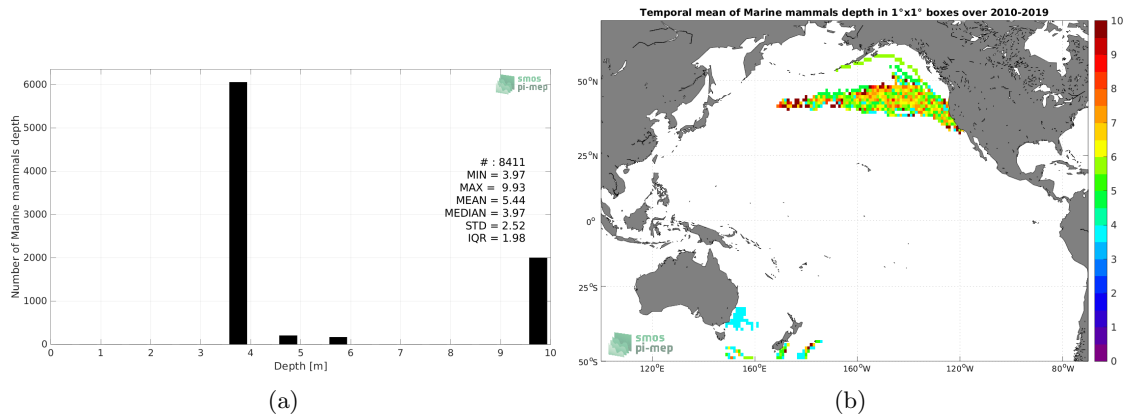 6000
5000
4000
3000
2000
1000
0
Number of Marine mammals depth
smos
pi-mep
# : 8411
MIN = 3.97
MAX = 9.93
MEAN = 5.44
MEDIAN = 3.97
STD = 2.52
IQR = 1.98
0 1 2 3 4 5 6 7 8 9 10
Depth [m]
(a)
Temporal mean of Marine mammals depth in 1°x1° boxes over 2010-2019
50°N
25°N
0°
25°S
50°S
120°W 160°W 160°W 120°W 80°W
smos
pi-mep
10
9
8
7
6
5
4
3
2
1
0
(b)